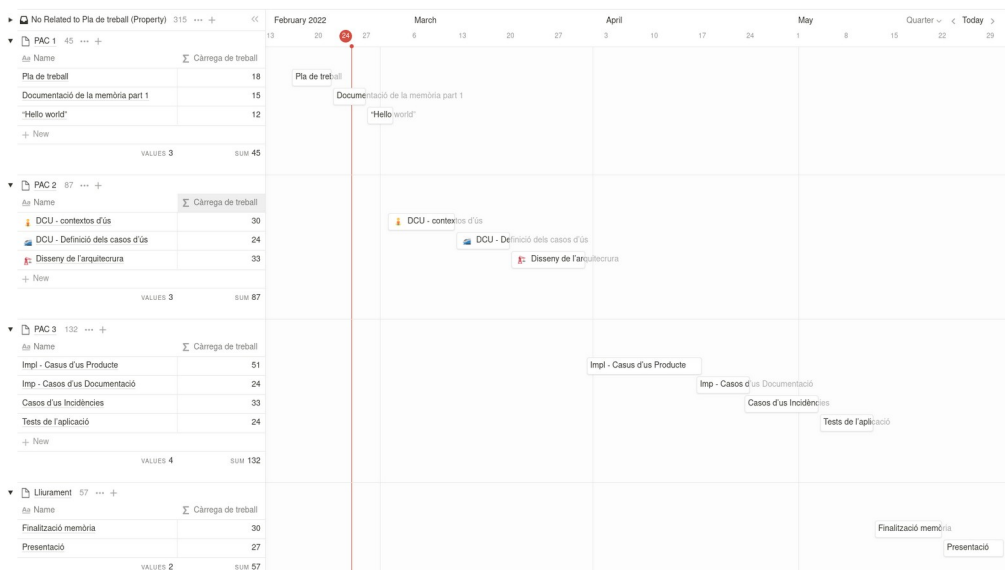 No Related to Pla de treball (Property) 315 ··· +
February 2022 March April May Quarter Today
13 20 24 27 6 13 20 27 3 10 17 24 1 8 15 22 29
PAC 1 45 ··· +
Aa Name Σ Càrrega de treball
Pla de treball 18 Pla de treball
Documentació de la memòria part 1 15 Documentació de la memòria part 1
“Hello world” 12 “Hello world”
+ New
VALUES 3 SUM 45
PAC 2 87 ··· +
Aa Name Σ Càrrega de treball
DCU - contextos d'ús 30 DCU - contextos d'ús
DCU - Definició dels casos d'ús 24 DCU - Definició dels casos d'ús
Disseny de l'arquitecrura 33 Disseny de l'arquitecrura
+ New
VALUES 3 SUM 87
PAC 3 132 ··· +
Aa Name Σ Càrrega de treball
Impl - Casus d'us Producte 51 Impl - Casus d'us Producte
Imp - Casos d'us Documentació 24 Imp - Casos d'us Documentació
Casos d'us Incidències 33 Casos d'us Incidències
Tests de l'aplicació 24 Tests de l'aplicació
+ New
VALUES 4 SUM 132
Lliurament 57 ··· +
Aa Name Σ Càrrega de treball
Finalització memòria 30 Finalització memòria
Presentació 27 Presentació
VALUES 2 SUM 57